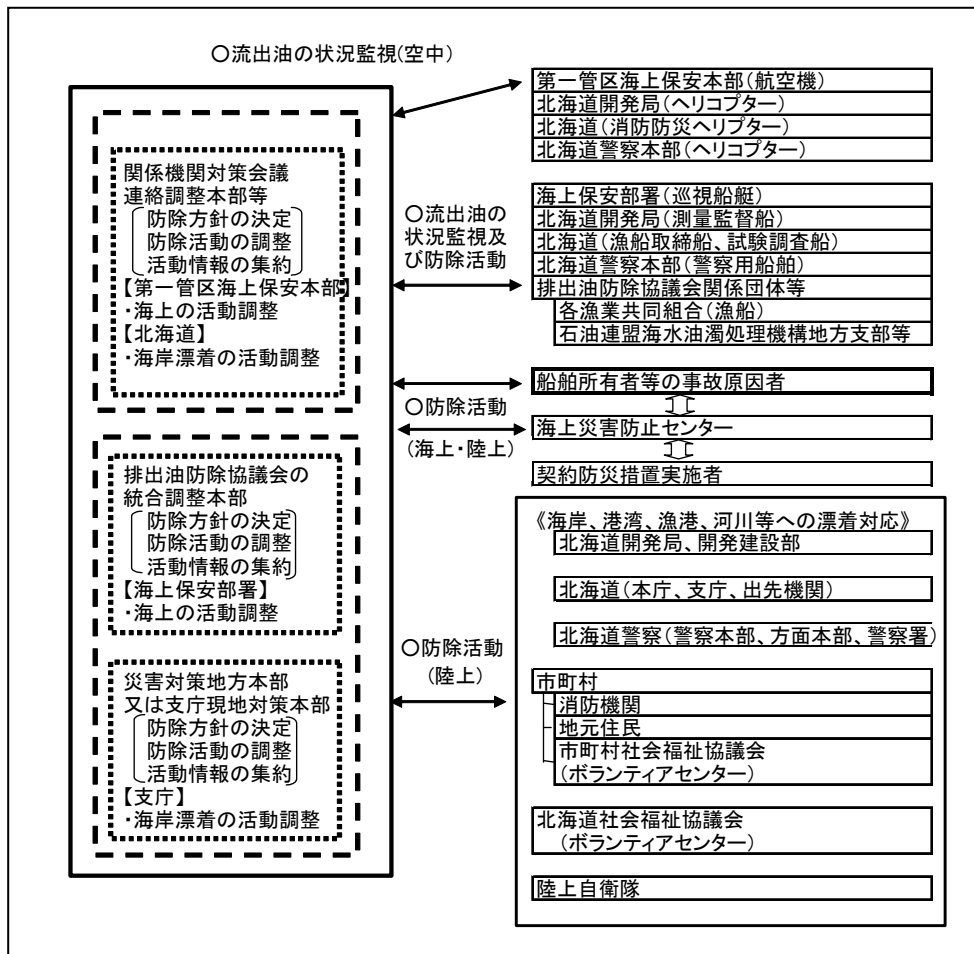 ○流出油の状況監視(空中)
関係機関対策会議
連絡調整本部等
防除方針の決定
防除活動の調整
活動情報の集約
【第一管区海上保安本部】
・海上の活動調整
【北海道】
・海岸漂着の活動調整
排出油防除協議会の
統合調整本部
防除方針の決定
防除活動の調整
活動情報の集約
【海上保安部署】
・海上の活動調整
災害対策地方本部
又は支庁現地対策本部
防除方針の決定
防除活動の調整
活動情報の集約
【支庁】
・海岸漂着の活動調整
○流出油の
状況監視及
び防除活動
○防除活動
(海上・陸上)
○防除活動
(陸上)
第一管区海上保安本部(航空機)
北海道開発局(ヘリコプター)
北海道(消防防災ヘリプター)
北海道警察本部(ヘリコプター)
海上保安部署(巡視船艇)
北海道開発局(測量監督船)
北海道(漁船取締船、試験調査船)
北海道警察本部(警察用船舶)
排出油防除協議会関係団体等
各漁業共同組合(漁船)
石油連盟海水油濁処理機構地方支部等
船舶所有者等の事故原因者
海上災害防止センター
契約防災措置実施者
《海岸、港湾、漁港、河川等への漂着対応》
北海道開発局、開発建設部
北海道(本庁、支庁、出先機関)
北海道警察(警察本部、方面本部、警察署)
市町村
消防機関
地元住民
市町村社会福祉協議会
(ボランティアセンター)
北海道社会福祉協議会
(ボランティアセンター)
陸上自衛隊